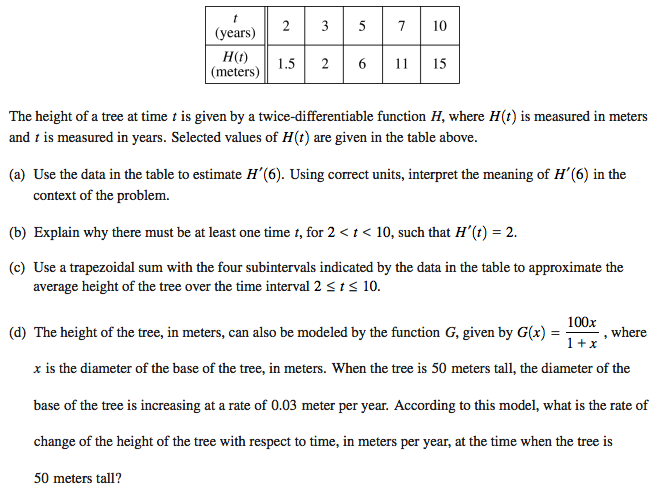 t (years) 2 3 5 7 10
H(t) (meters) 1.5 2 6 11 15
The height of a tree at time t is given by a twice-differentiable function H, where H(t) is measured in meters
and t is measured in years. Selected values of H(t) are given in the table above.
(a) Use the data in the table to estimate H′(6). Using correct units, interpret the meaning of H′(6) in the
context of the problem.
(b) Explain why there must be at least one time t, for 2 < t < 10, such that H′(t) = 2.
(c) Use a trapezoidal sum with the four subintervals indicated by the data in the table to approximate the
average height of the tree over the time interval 2 ≤ t ≤ 10.
(d) The height of the tree, in meters, can also be modeled by the function G, given by G(x) = 100x / 1 + x, where
x is the diameter of the base of the tree, in meters. When the tree is 50 meters tall, the diameter of the
base of the tree is increasing at a rate of 0.03 meter per year. According to this model, what is the rate of
change of the height of the tree with respect to time, in meters per year, at the time when the tree is
50 meters tall?